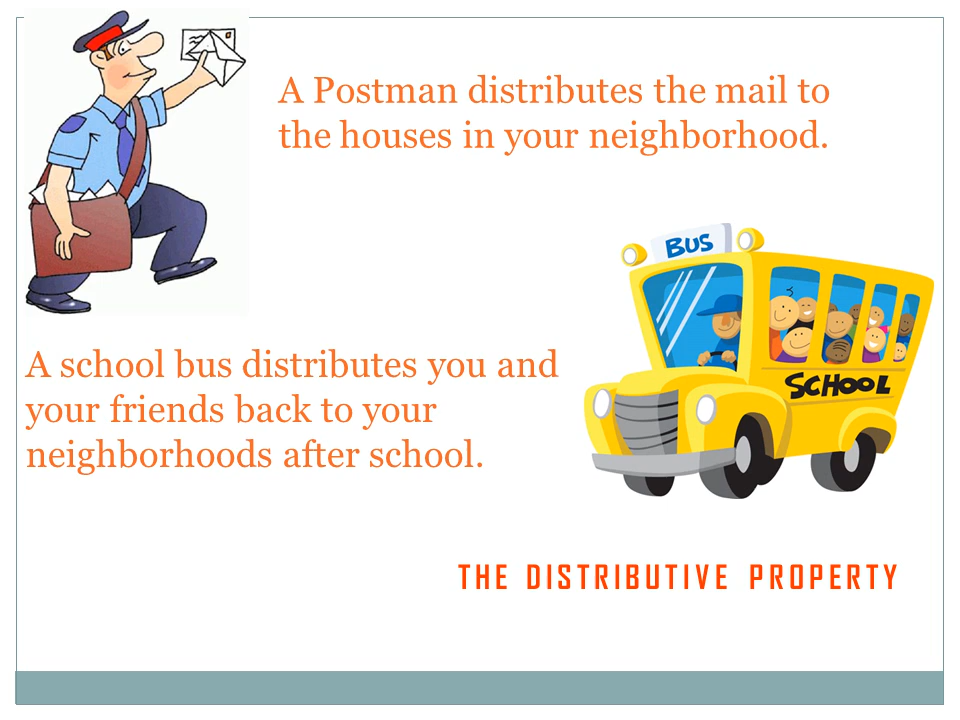 A Postman distributes the mail to
the houses in your neighborhood.
BUS
SCHOOL
A school bus distributes you and
your friends back to your
neighborhoods after school.
THE DISTRIBUTIVE PROPERTY